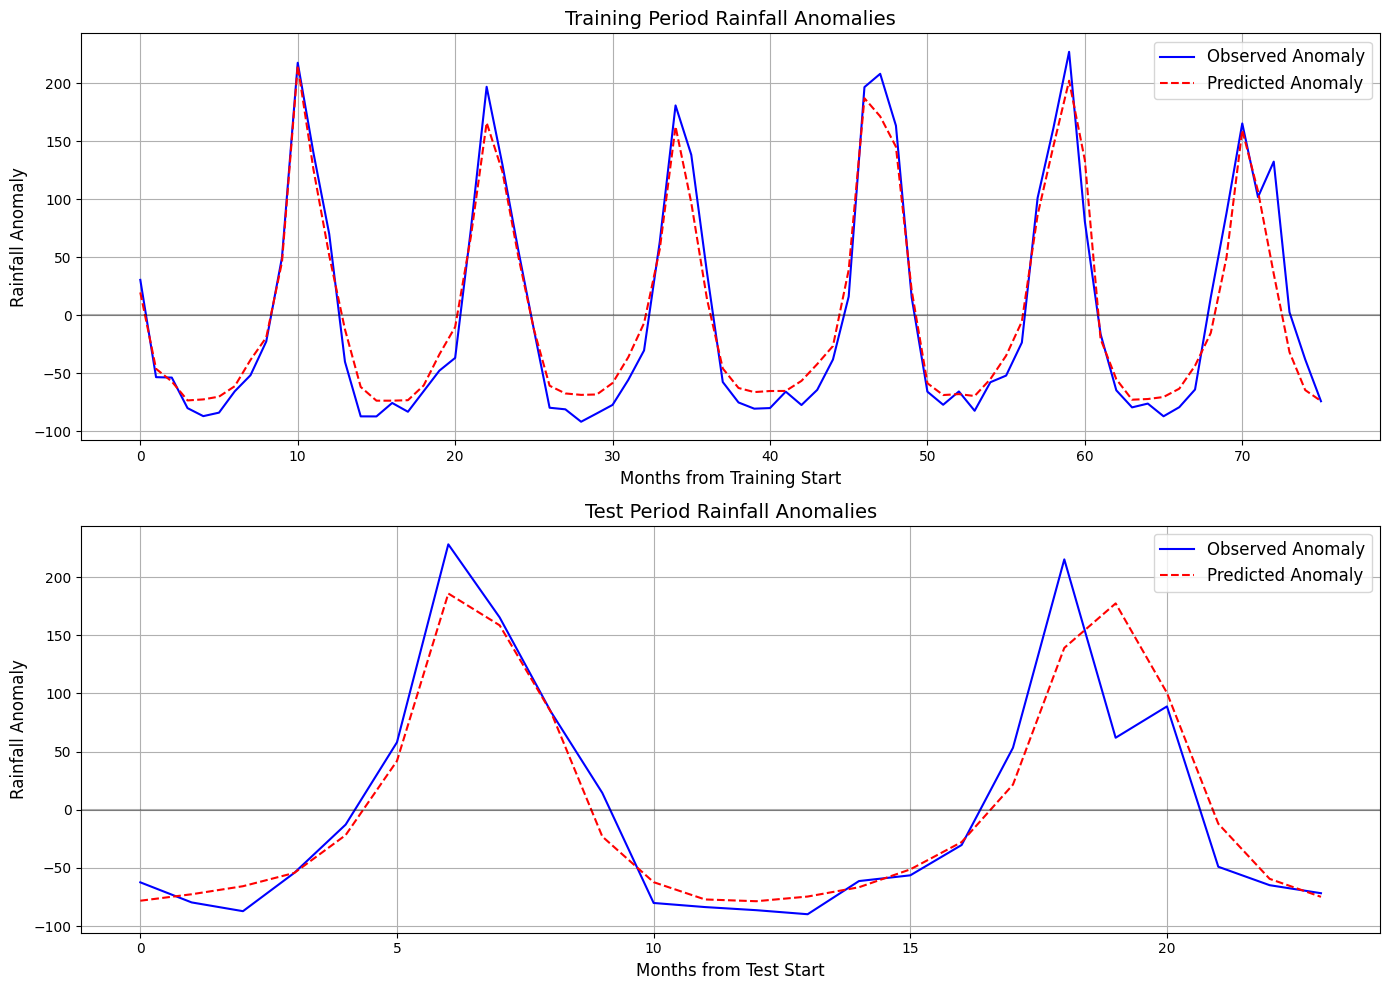 Training Period Rainfall Anomalies
Observed Anomaly
Predicted Anomaly
Rainfall Anomaly
200
150
100
50
0
−50
−100
0 10 20 30 40 50 60 70
Months from Training Start
Test Period Rainfall Anomalies
Observed Anomaly
Predicted Anomaly
Rainfall Anomaly
200
150
100
50
0
−50
−100
0 5 10 15 20
Months from Test Start